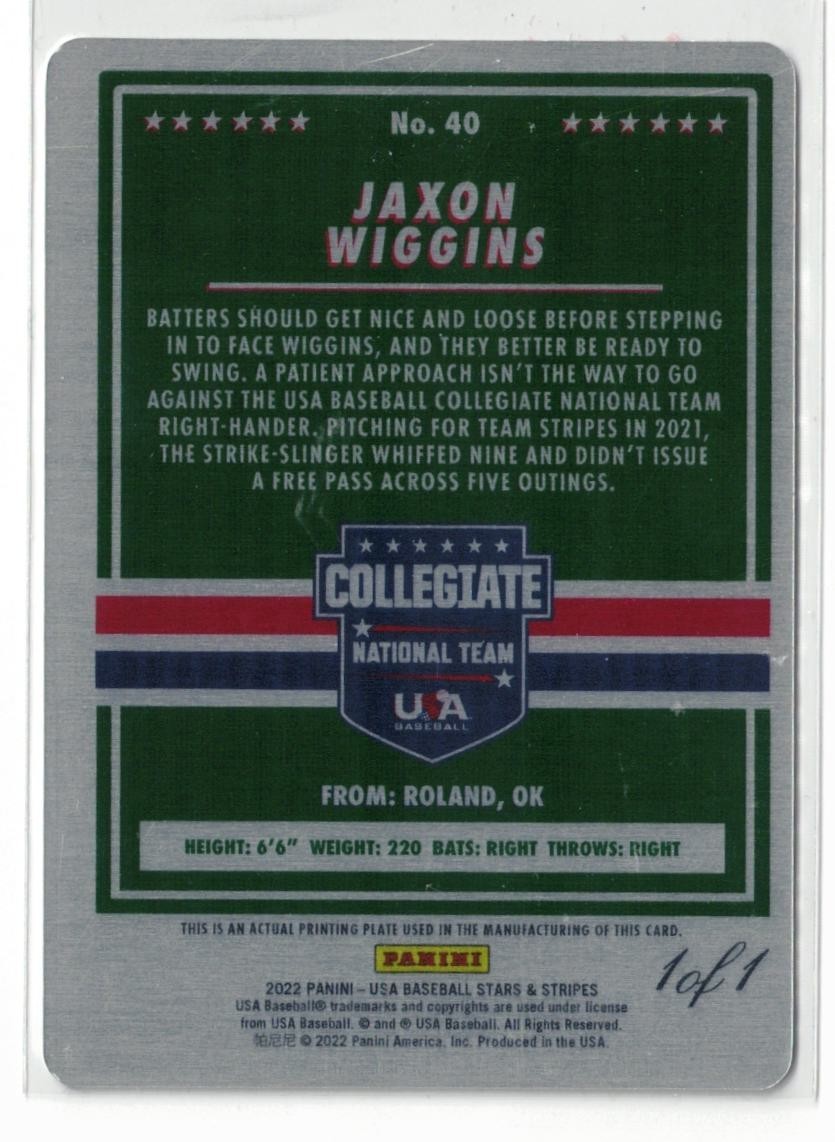 No. 40
JAXON
WIGGINS
BATTERS SHOULD GET NICE AND LOOSE BEFORE STEPPING
IN TO FACE WIGGINS, AND THEY BETTER BE READY TO
SWING. A PATIENT APPROACH ISN'T THE WAY TO GO
AGAINST THE USA BASEBALL COLLEGIATE NATIONAL TEAM
RIGHT-HANDER. PITCHING FOR TEAM STRIPES IN 2021,
THE STRIKE-SLINGER WHIFFED NINE AND DIDN'T ISSUE
A FREE PASS ACROSS FIVE OUTINGS.
COLLEGIATE
NATIONAL TEAM
USA
BASEBALL
FROM: ROLAND, OK
HEIGHT: 6'6" WEIGHT: 220 BATS: RIGHT THROWS: RIGHT
THIS IS AN ACTUAL PRINTING PLATE USED IN THE MANUFACTURING OF THIS CARD.
PANINI
1 of 1
2022 PANINI – USA BASEBALL STARS & STRIPES
USA Baseball® trademarks and copyrights are used under license
from USA Baseball. © and ® USA Baseball. All Rights Reserved.
帕尼尼 © 2022 Panini America, Inc. Produced in the USA.